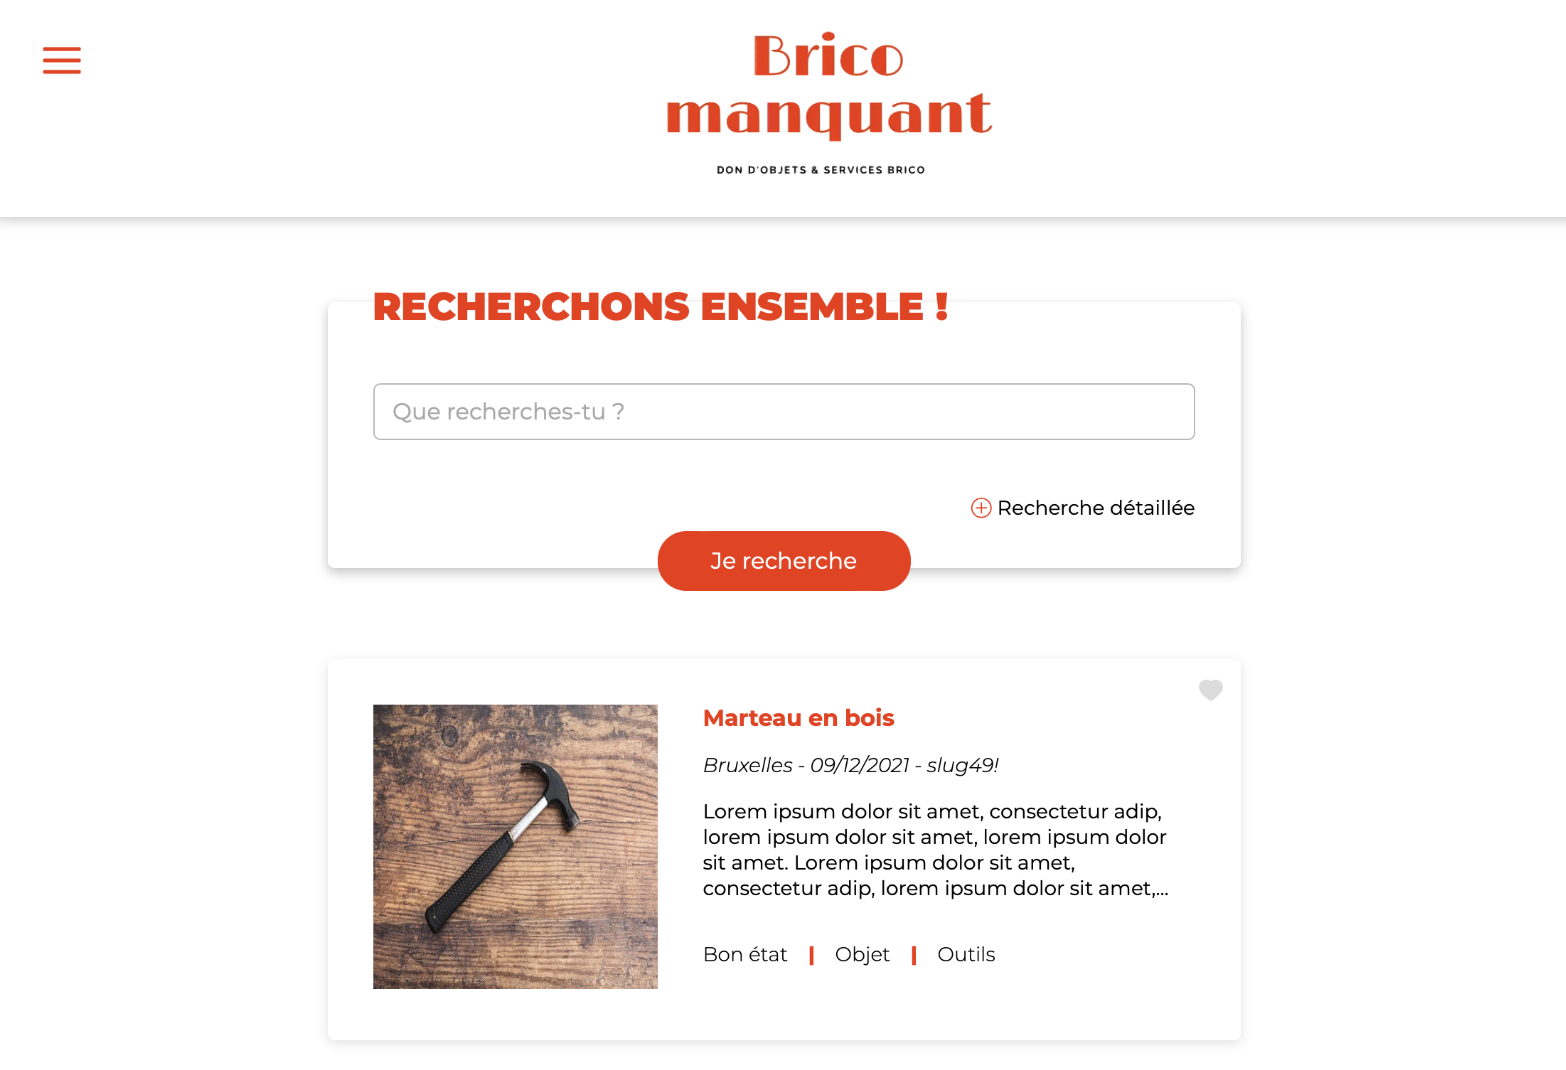 Brico
manquant
DON D'OBJETS & SERVICES BRICO
RECHERCHONS ENSEMBLE !
Que recherches-tu ?
Recherche détaillée
Je recherche
Marteau en bois
Bruxelles - 09/12/2021 - slug49!
Lorem ipsum dolor sit amet, consectetur adip,
lorem ipsum dolor sit amet, lorem ipsum dolor
sit amet. Lorem ipsum dolor sit amet,
consectetur adip, lorem ipsum dolor sit amet,...
Bon état | Objet | Outils